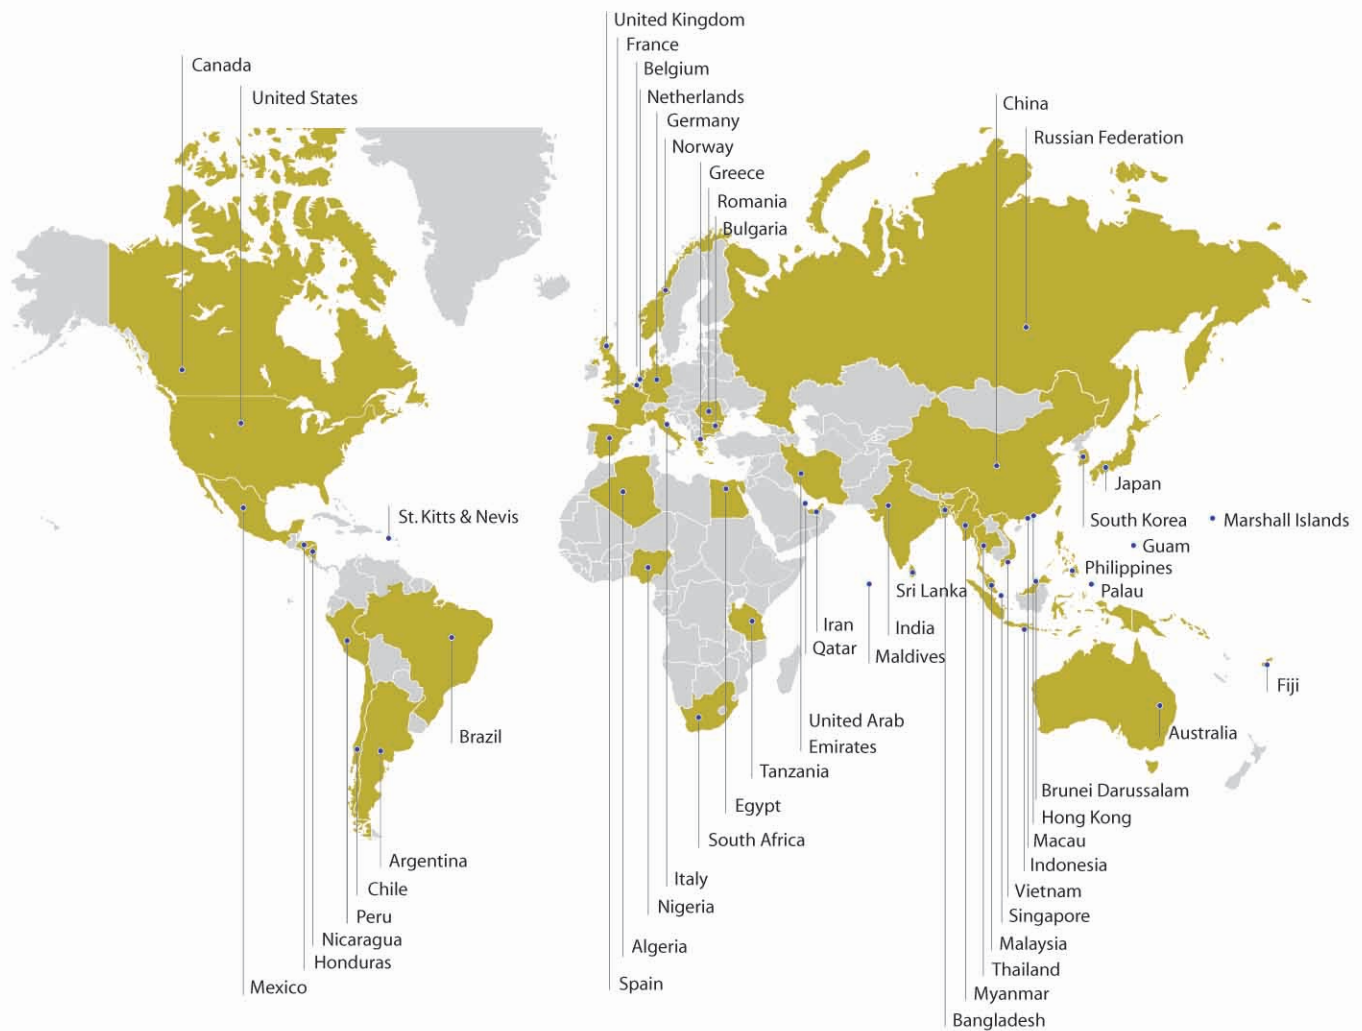 United Kingdom
France
Belgium
Netherlands
Germany
Norway
Greece
Romania
Bulgaria
Canada
United States
China
Russian Federation
St. Kitts & Nevis
Japan
South Korea
Marshall Islands
Guam
Philippines
Palau
Sri Lanka
India
Maldives
Iran
Qatar
Fiji
United Arab
Emirates
Australia
Brazil
Tanzania
Egypt
South Africa
Brunei Darussalam
Hong Kong
Macau
Indonesia
Vietnam
Singapore
Malaysia
Thailand
Myanmar
Bangladesh
Argentina
Chile
Peru
Nicaragua
Honduras
Mexico
Italy
Nigeria
Algeria
Spain